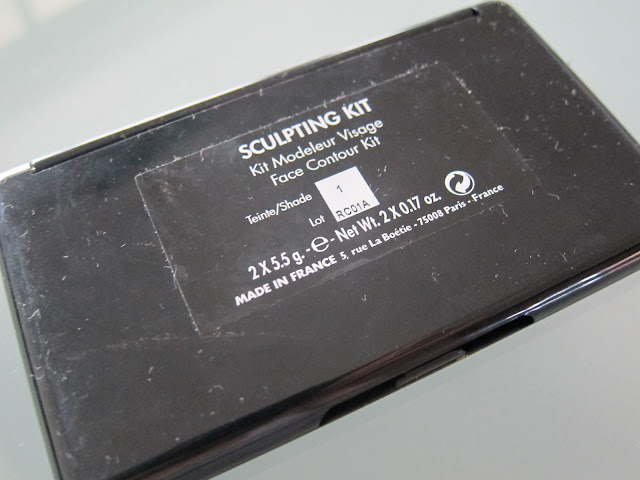 SCULPTING KIT
Kit Modeleur Visage
Face Contour Kit
Teinte/Shade 1
Lot RC01A
2 X 5.5 g. - ℮ - Net Wt. 2 X 0.17 oz.
MADE IN FRANCE 5, rue La Boétie - 75008 Paris - France